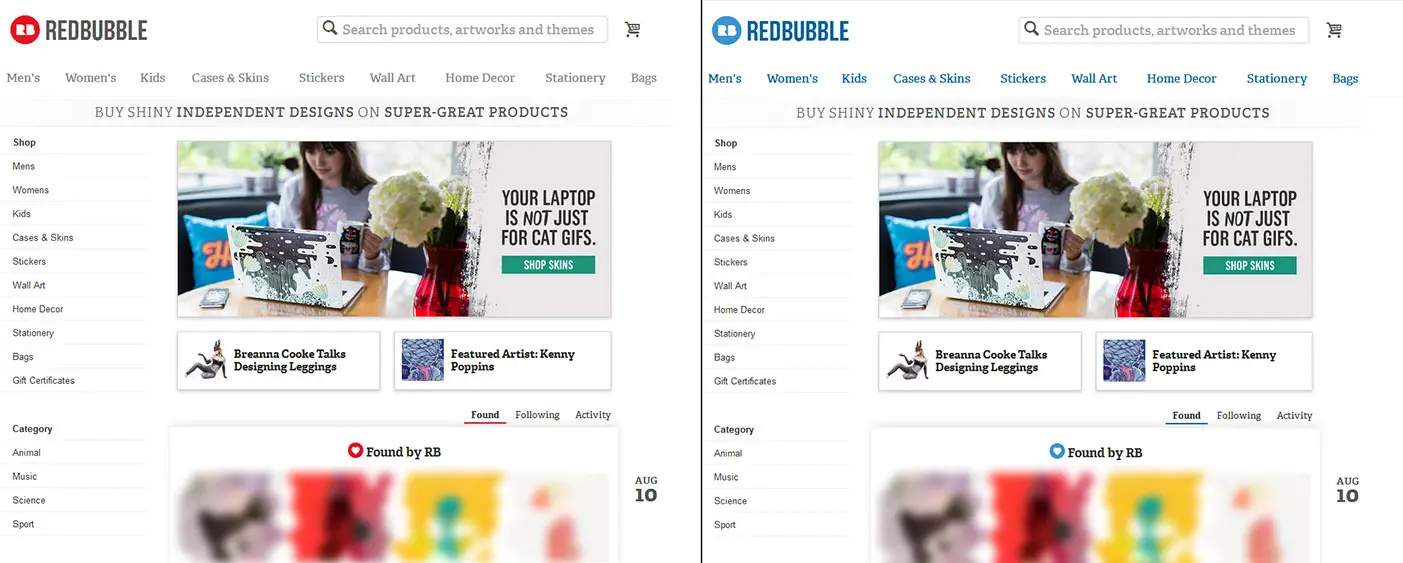 RB REDBUBBLE
Search products, artworks and themes
Men's Women's Kids Cases & Skins Stickers Wall Art Home Decor Stationery Bags
BUY SHINY INDEPENDENT DESIGNS ON SUPER-GREAT PRODUCTS
Shop
Mens
Womens
Kids
Cases & Skins
Stickers
Wall Art
Home Decor
Stationery
Bags
Gift Certificates
Category
Animal
Music
Science
Sport
YOUR LAPTOP
IS NOT JUST
FOR CAT GIFS.
SHOP SKINS
Breanna Cooke Talks
Designing Leggings
Featured Artist: Kenny
Poppins
Found Following Activity
Found by RB
AUG
10
RB REDBUBBLE
Search products, artworks and themes
Men's Women's Kids Cases & Skins Stickers Wall Art Home Decor Stationery Bags
BUY SHINY INDEPENDENT DESIGNS ON SUPER-GREAT PRODUCTS
Shop
Mens
Womens
Kids
Cases & Skins
Stickers
Wall Art
Home Decor
Stationery
Bags
Gift Certificates
Category
Animal
Music
Science
Sport
YOUR LAPTOP
IS NOT JUST
FOR CAT GIFS.
SHOP SKINS
Breanna Cooke Talks
Designing Leggings
Featured Artist: Kenny
Poppins
Found Following Activity
Found by RB
AUG
10